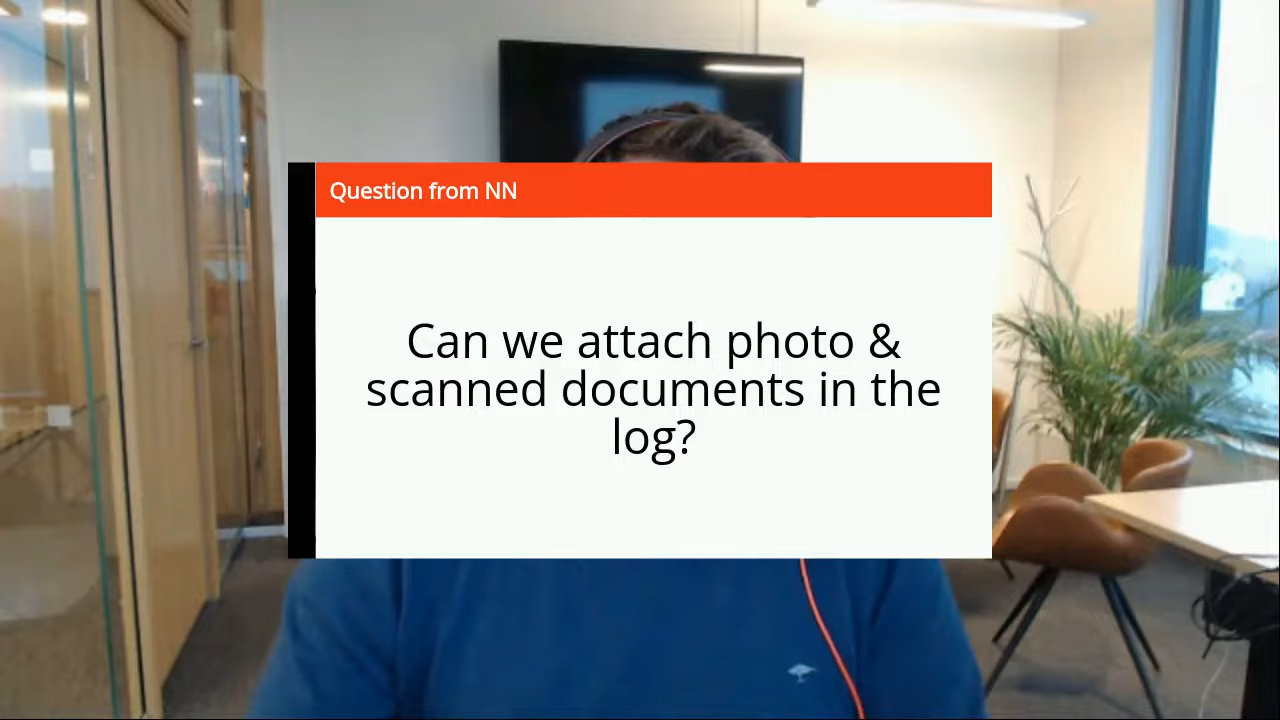 Question from NN
Can we attach photo &
scanned documents in the
log?